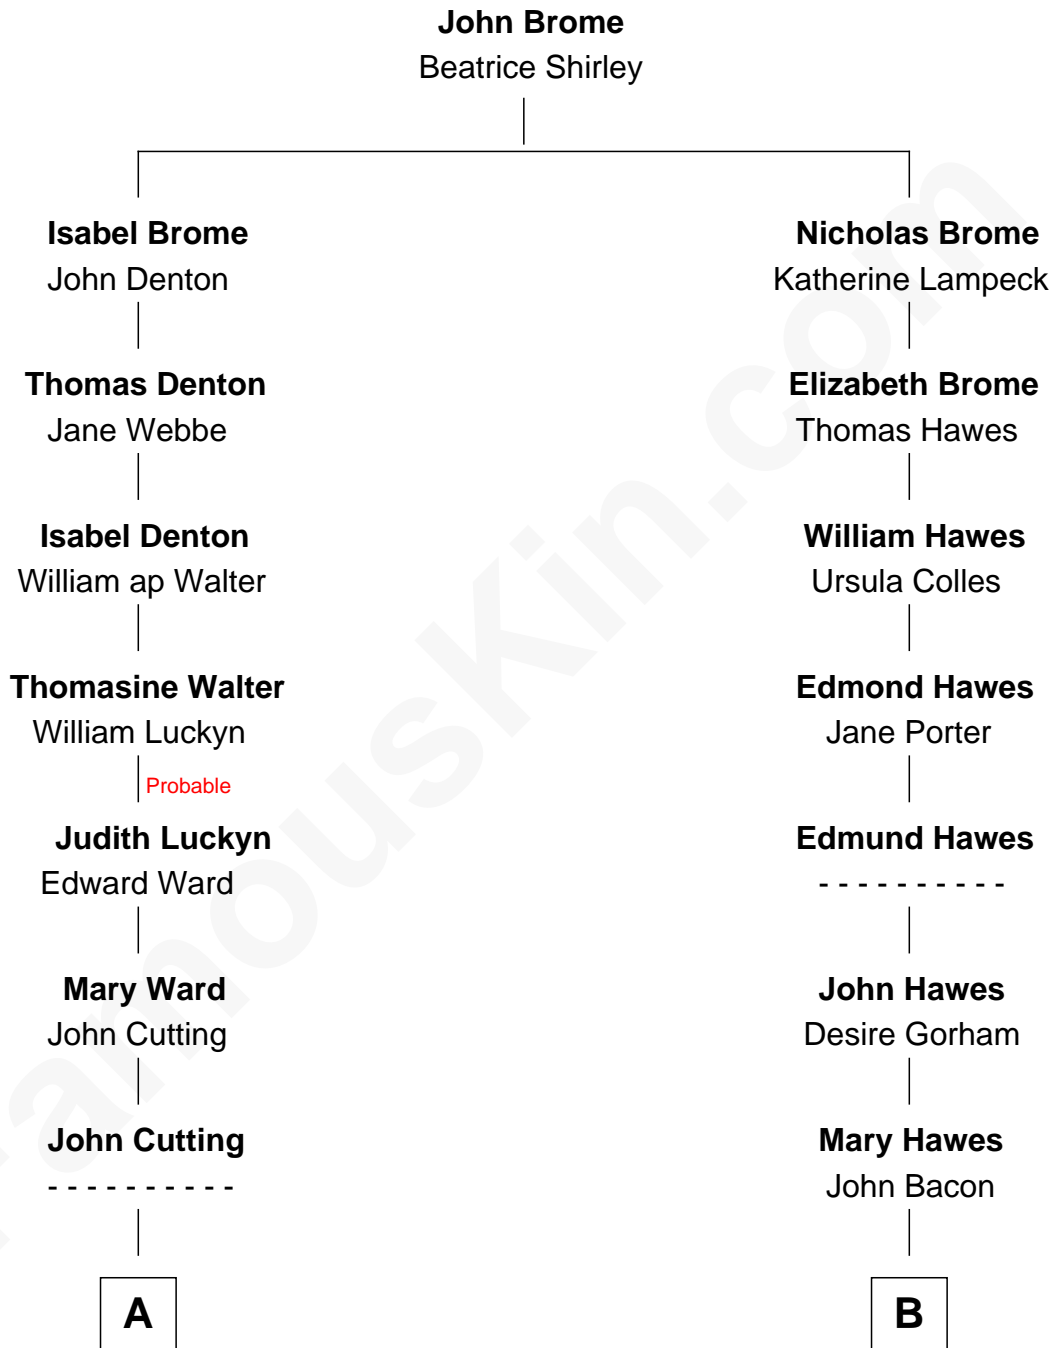 John Brome
Beatrice Shirley
Isabel Brome
John Denton
Nicholas Brome
Katherine Lampeck
Thomas Denton
Jane Webbe
Elizabeth Brome
Thomas Hawes
Isabel Denton
William ap Walter
William Hawes
Ursula Colles
Thomasine Walter
William Luckyn
Edmond Hawes
Jane Porter
Probable
Judith Luckyn
Edward Ward
Edmund Hawes
- - - - - - - - - -
Mary Ward
John Cutting
John Hawes
Desire Gorham
John Cutting
- - - - - - - - - -
Mary Hawes
John Bacon
A
B
FamousKin.com